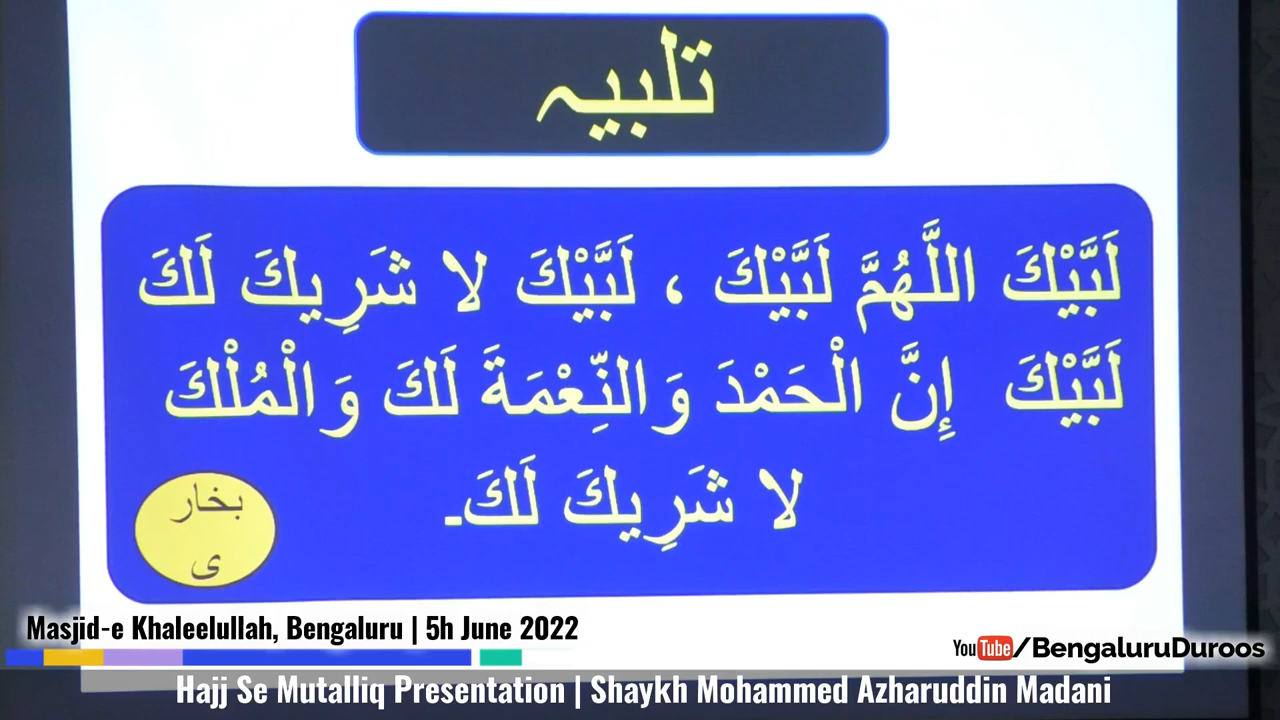 تلبیہ
لَبَّيْكَ اللَّهُمَّ لَبَّيْكَ ، لَبَّيْكَ لا شَرِيكَ لَكَ
لَبَّيْكَ إِنَّ الْحَمْدَ وَالنِّعْمَةَ لَكَ وَالْمُلْكَ
لا شَرِيكَ لَكَ.
بخار
ی
Masjid-e Khaleelullah, Bengaluru | 5h June 2022
YouTube/BengaluruDuroos
Hajj Se Mutalliq Presentation | Shaykh Mohammed Azharuddin Madani